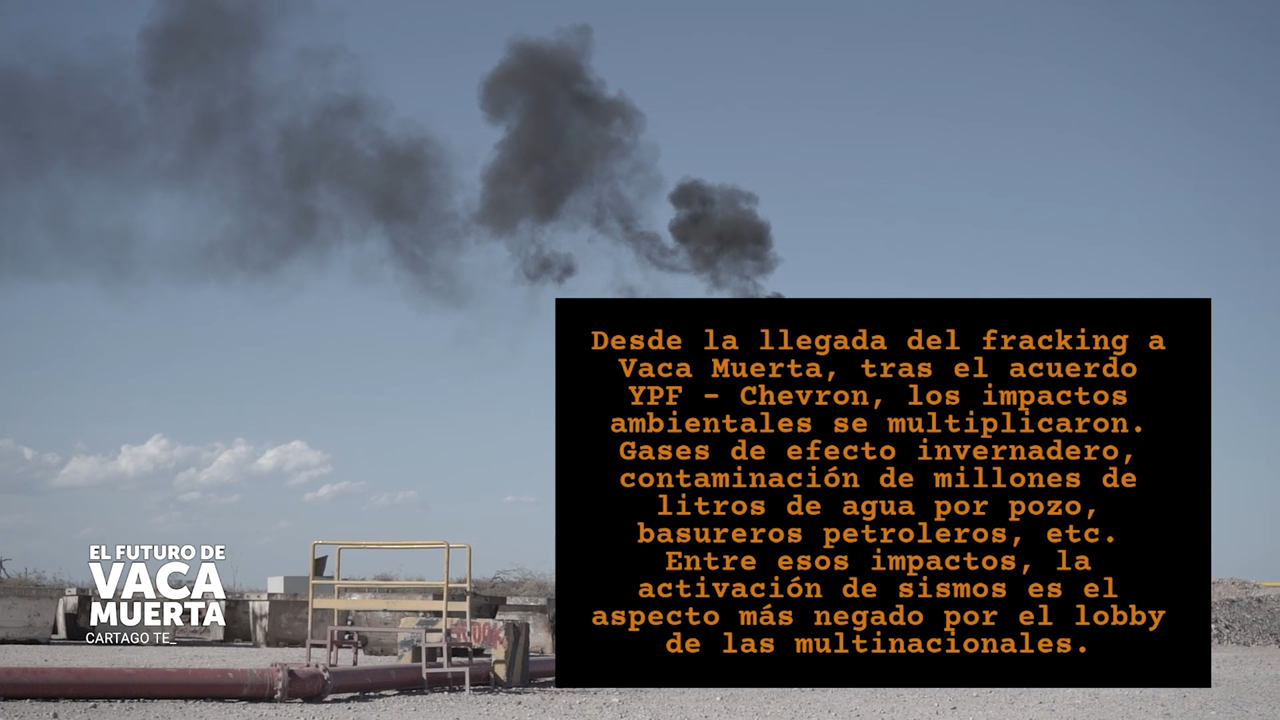 Desde la llegada del fracking a
Vaca Muerta, tras el acuerdo
YPF - Chevron, los impactos
ambientales se multiplicaron.
Gases de efecto invernadero,
contaminación de millones de
litros de agua por pozo,
basureros petroleros, etc.
Entre esos impactos, la
activación de sismos es el
aspecto más negado por el lobby
de las multinacionales.
EL FUTURO DE
VACA
MUERTA
CARTAGO TE_